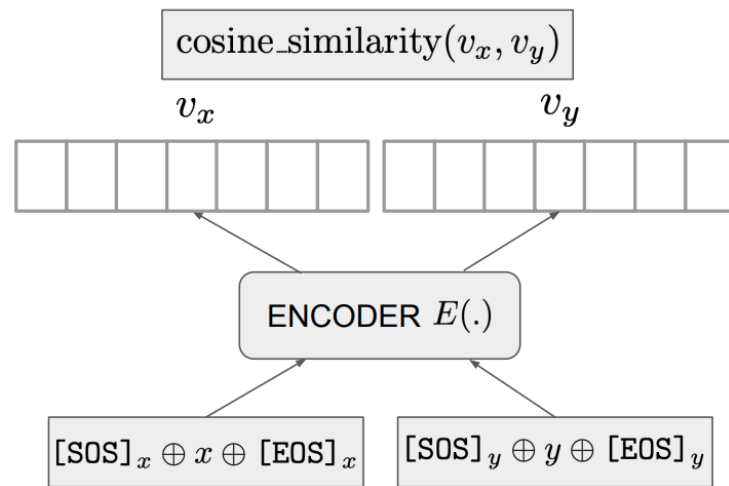 cosine_similarity(v_x, v_y)
v_x v_y
ENCODER E(.)
[SOS]_x ⊕ x ⊕ [EOS]_x [SOS]_y ⊕ y ⊕ [EOS]_y